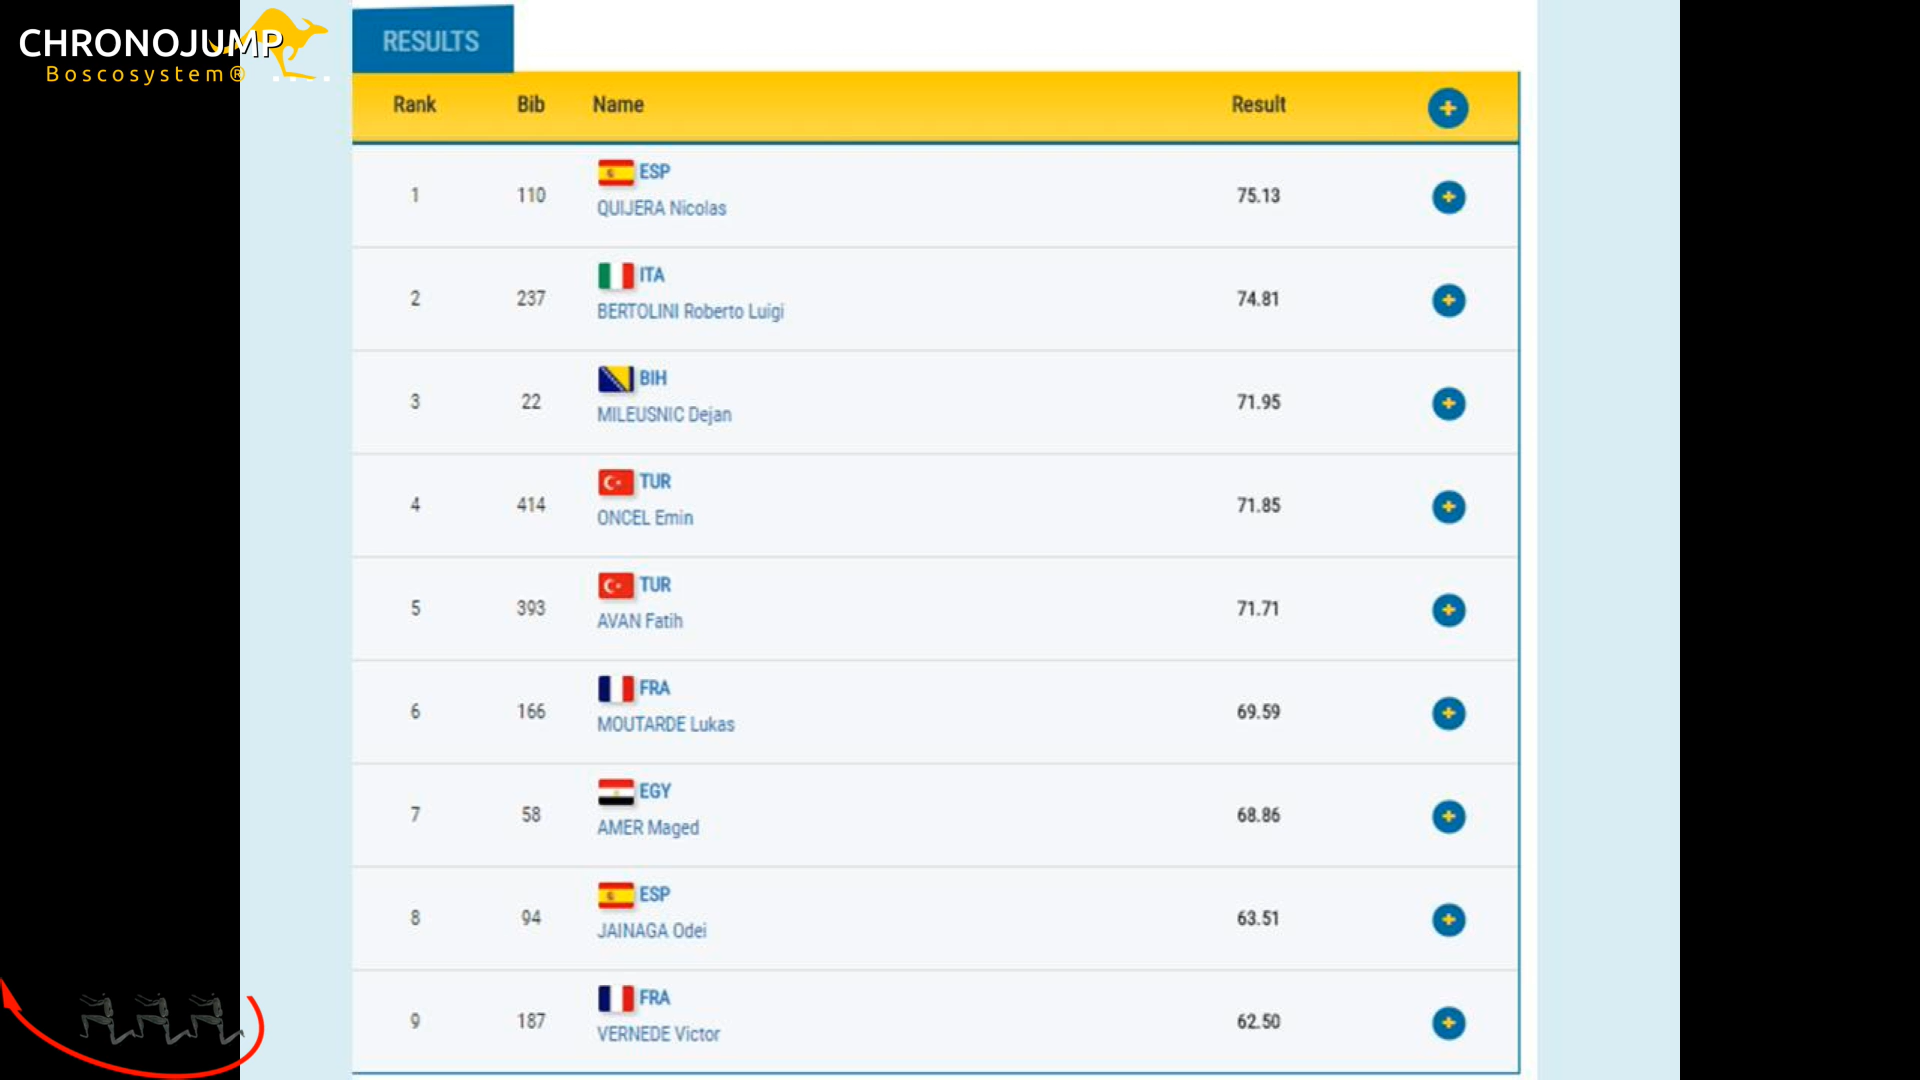 CHRONOJUMP
Boscosystem®
RESULTS
Rank Bib Name Result
1 110 ESP QUIJERA Nicolas 75.13
2 237 ITA BERTOLINI Roberto Luigi 74.81
3 22 BIH MILEUSNIC Dejan 71.95
4 414 TUR ONCEL Emin 71.85
5 393 TUR AVAN Fatih 71.71
6 166 FRA MOUTARDE Lukas 69.59
7 58 EGY AMER Maged 68.86
8 94 ESP JAINAGA Odei 63.51
9 187 FRA VERNEDE Victor 62.50